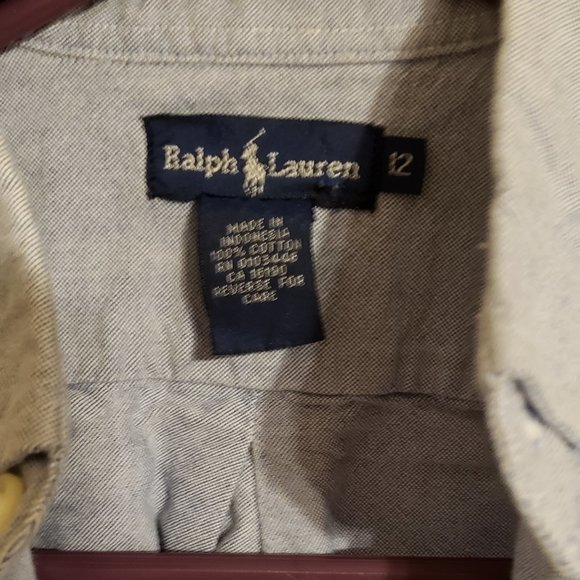 Ralph Lauren 12
MADE IN
INDONESIA
100% COTTON
RN 0103446
CA 16190
REVERSE FOR
CARE